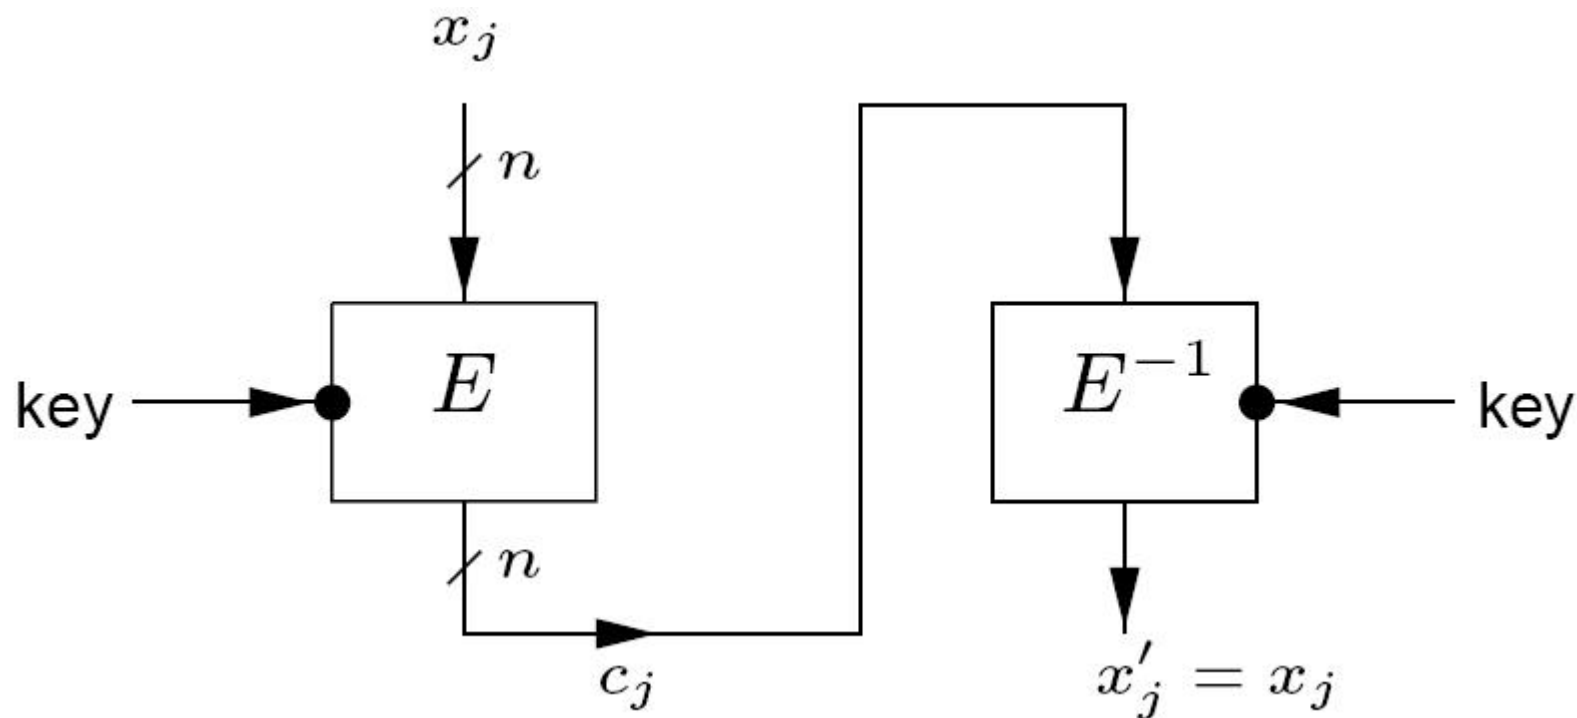 x_j
n
key
E
E^{-1}
key
n
c_j
x'_j = x_j